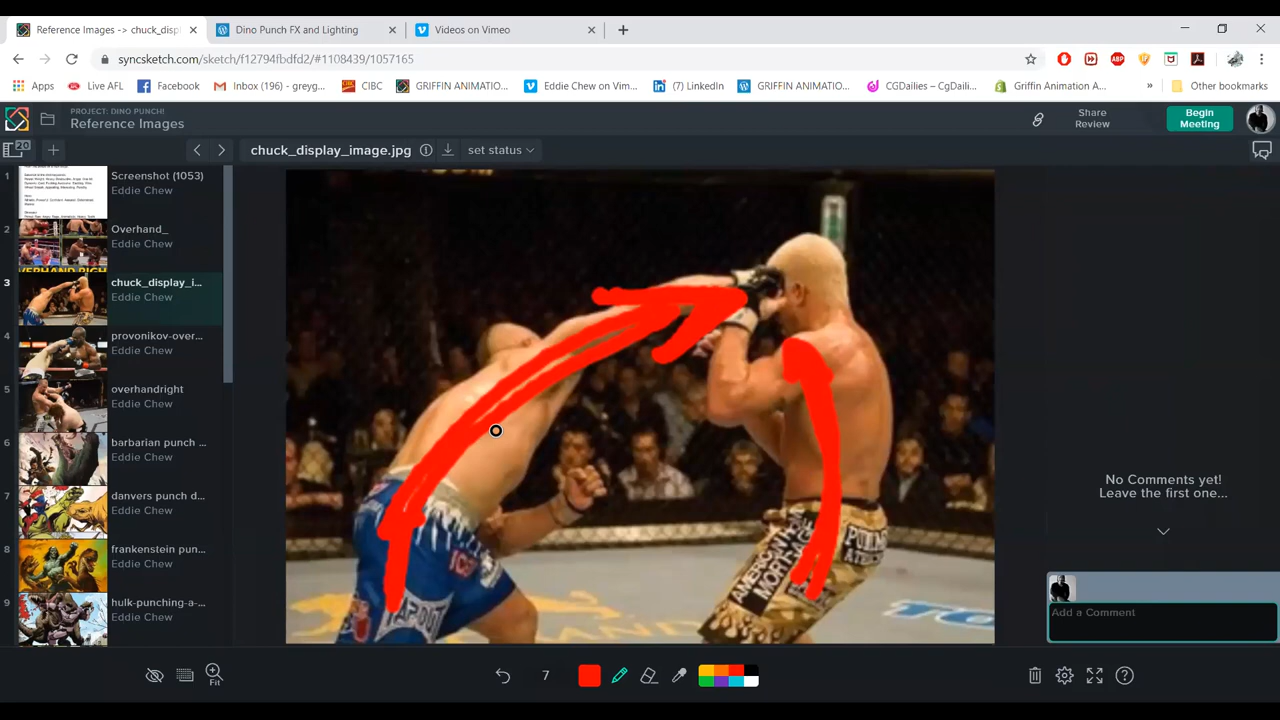 Reference Images -> chuck_disp
Dino Punch FX and Lighting
Videos on Vimeo
syncsketch.com/sketch/f12794fbdfd2/#1108439/1057165
Apps
Live AFL
Facebook
Inbox (196) - greyg...
CIBC
GRIFFIN ANIMATIO...
Eddie Chew on Vim...
(7) LinkedIn
GRIFFIN ANIMATIO...
CGDailies – CgDaili...
Griffin Animation A...
»
Other bookmarks
PROJECT: DINO PUNCH!
Reference Images
Share Review
Begin Meeting
20
chuck_display_image.jpg
set status
1
Screenshot (1053)
Eddie Chew
2
Overhand_
Eddie Chew
3
chuck_display_i...
Eddie Chew
4
provonikov-over...
Eddie Chew
5
overhandright
Eddie Chew
6
barbarian punch ...
Eddie Chew
7
danvers punch d...
Eddie Chew
8
frankenstein pun...
Eddie Chew
9
hulk-punching-a-...
Eddie Chew
No Comments yet!
Leave the first one...
Add a Comment
Fit
7